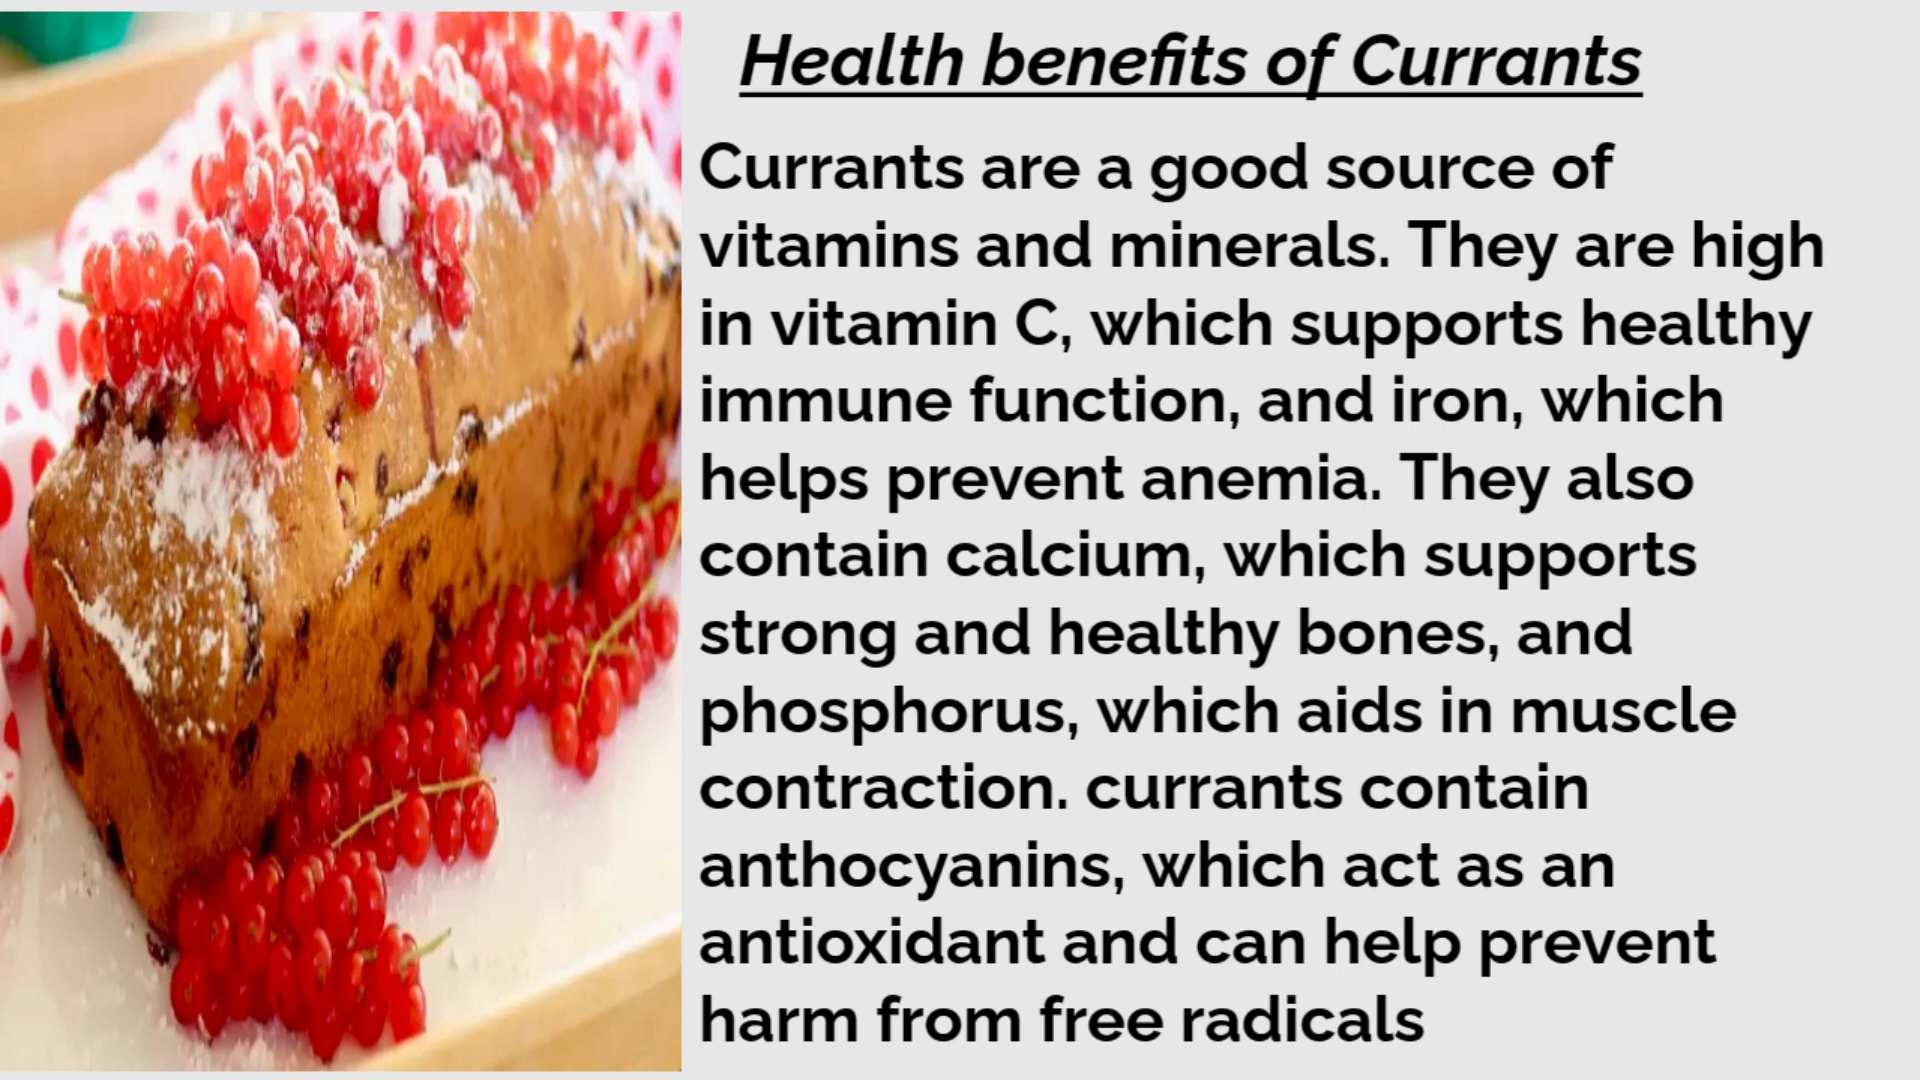 Health benefits of Currants
Currants are a good source of
vitamins and minerals. They are high
in vitamin C, which supports healthy
immune function, and iron, which
helps prevent anemia. They also
contain calcium, which supports
strong and healthy bones, and
phosphorus, which aids in muscle
contraction. currants contain
anthocyanins, which act as an
antioxidant and can help prevent
harm from free radicals